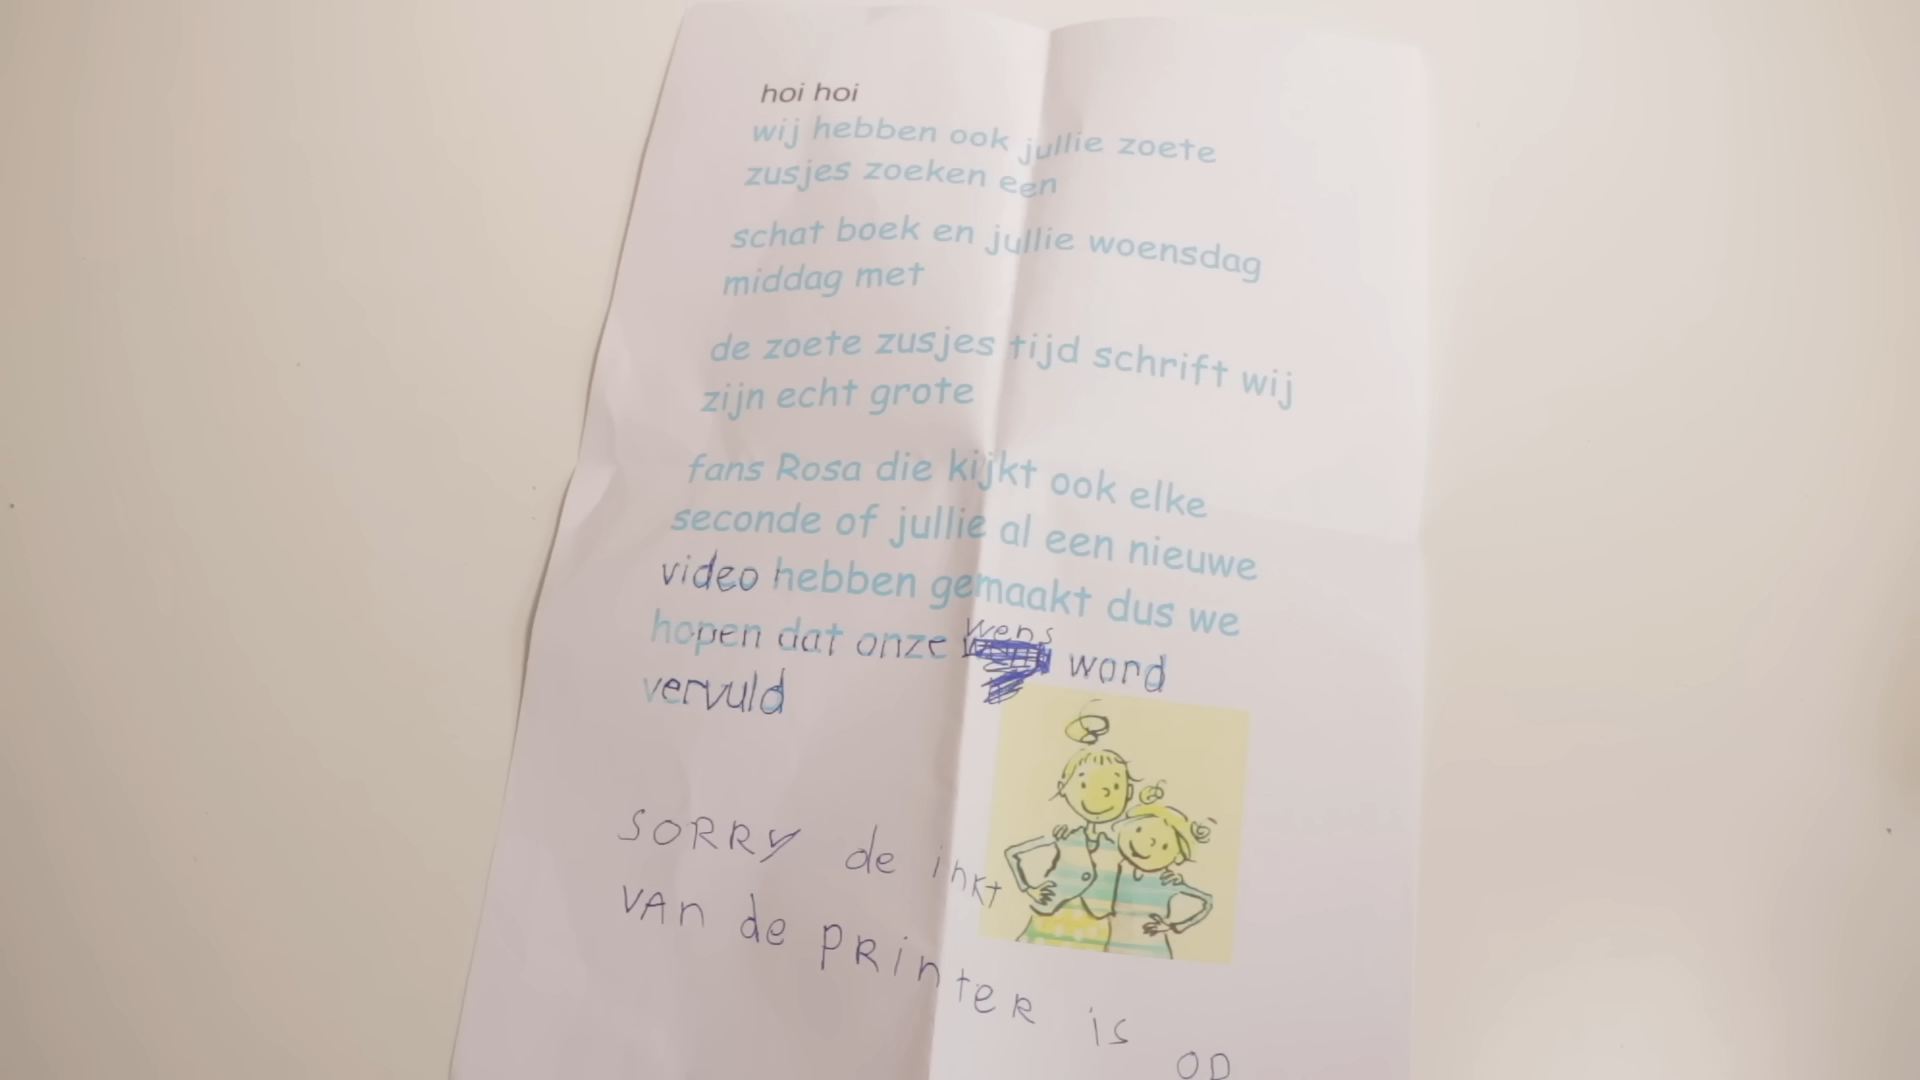 hoi hoi
wij hebben ook jullie zoete
zusjes zoeken een
schat boek en jullie woensdag
middag met
de zoete zusjes tijd schrift wij
zijn echt grote
fans Rosa die kijkt ook elke
seconde of jullie al een nieuwe
video hebben gemaakt dus we
hopen dat onze wens word
vervuld
SORRY de inkt
VAn de PRinteR is
OP